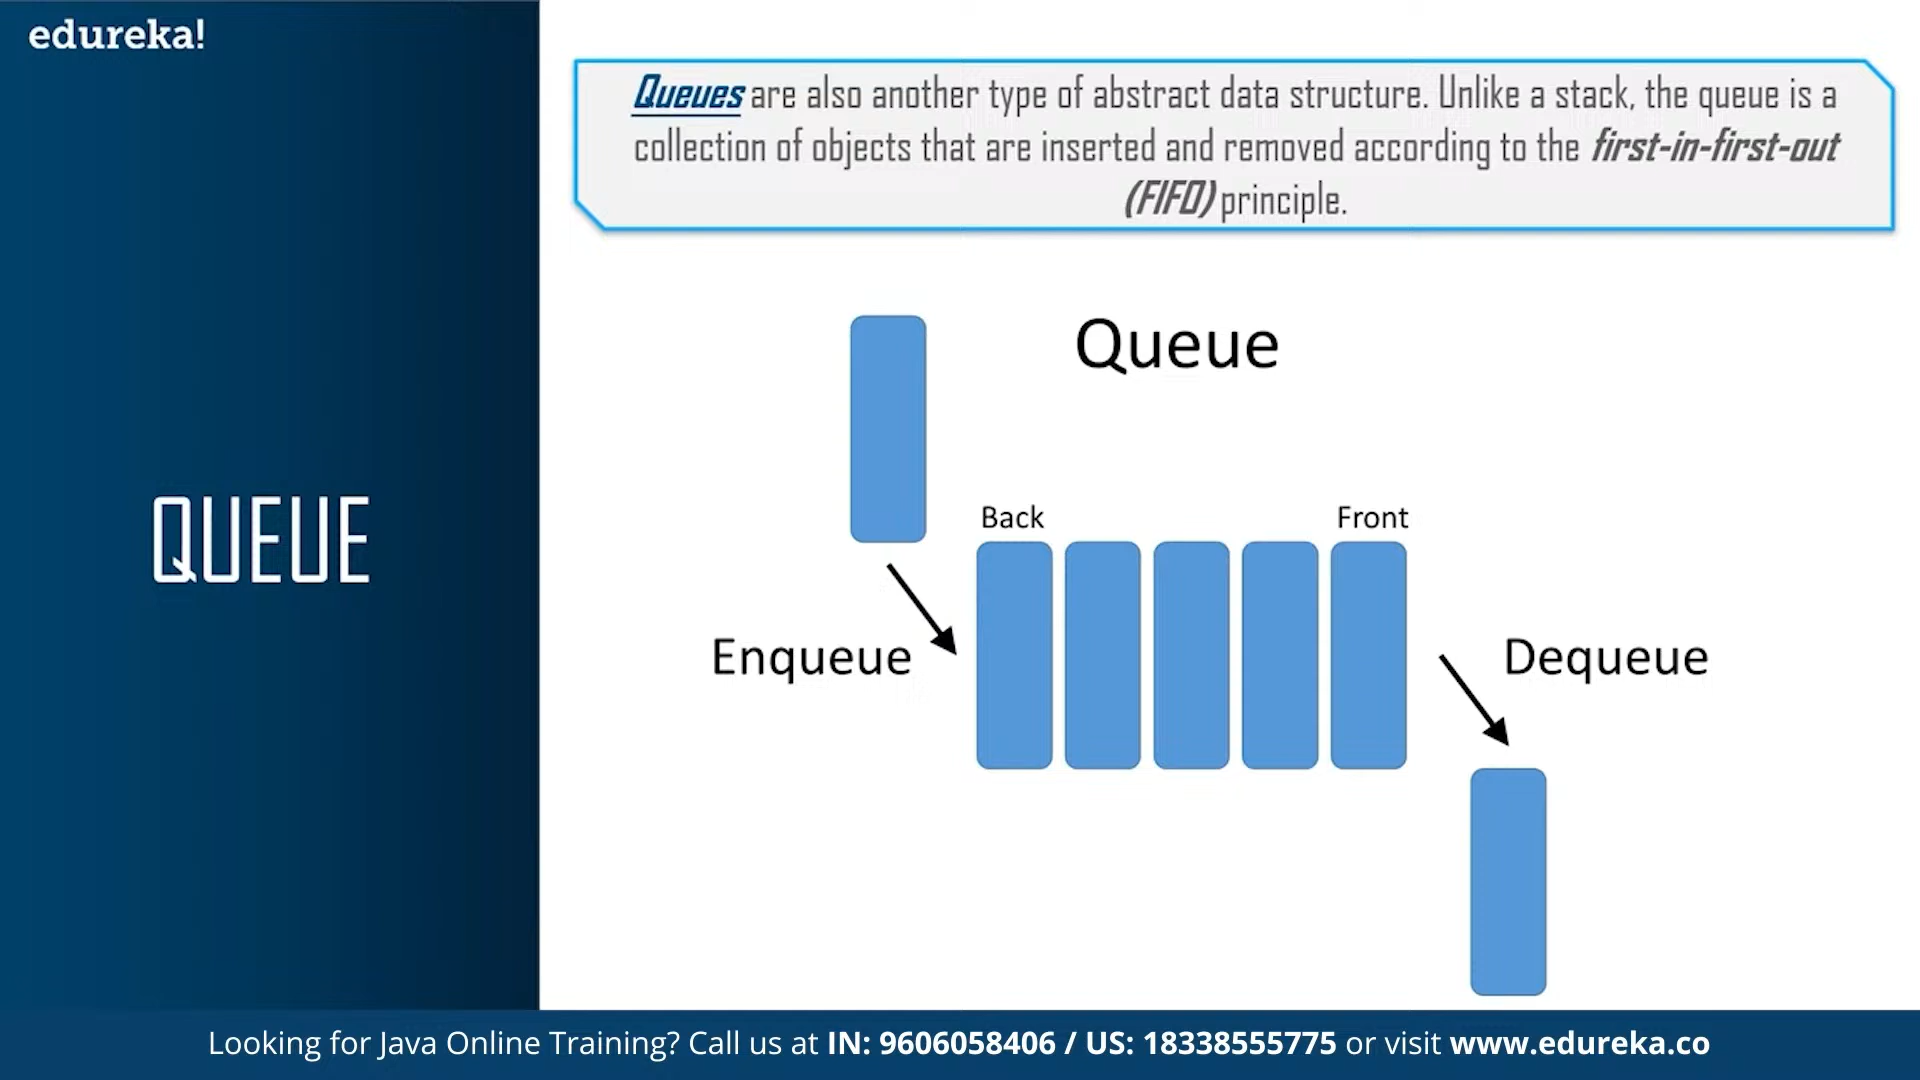 edureka!
Queues are also another type of abstract data structure. Unlike a stack, the queue is a
collection of objects that are inserted and removed according to the first-in-first-out
(FIFO) principle.
QUEUE
Queue
Back
Front
Enqueue
Dequeue
Looking for Java Online Training? Call us at IN: 9606058406 / US: 18338555775 or visit www.edureka.co